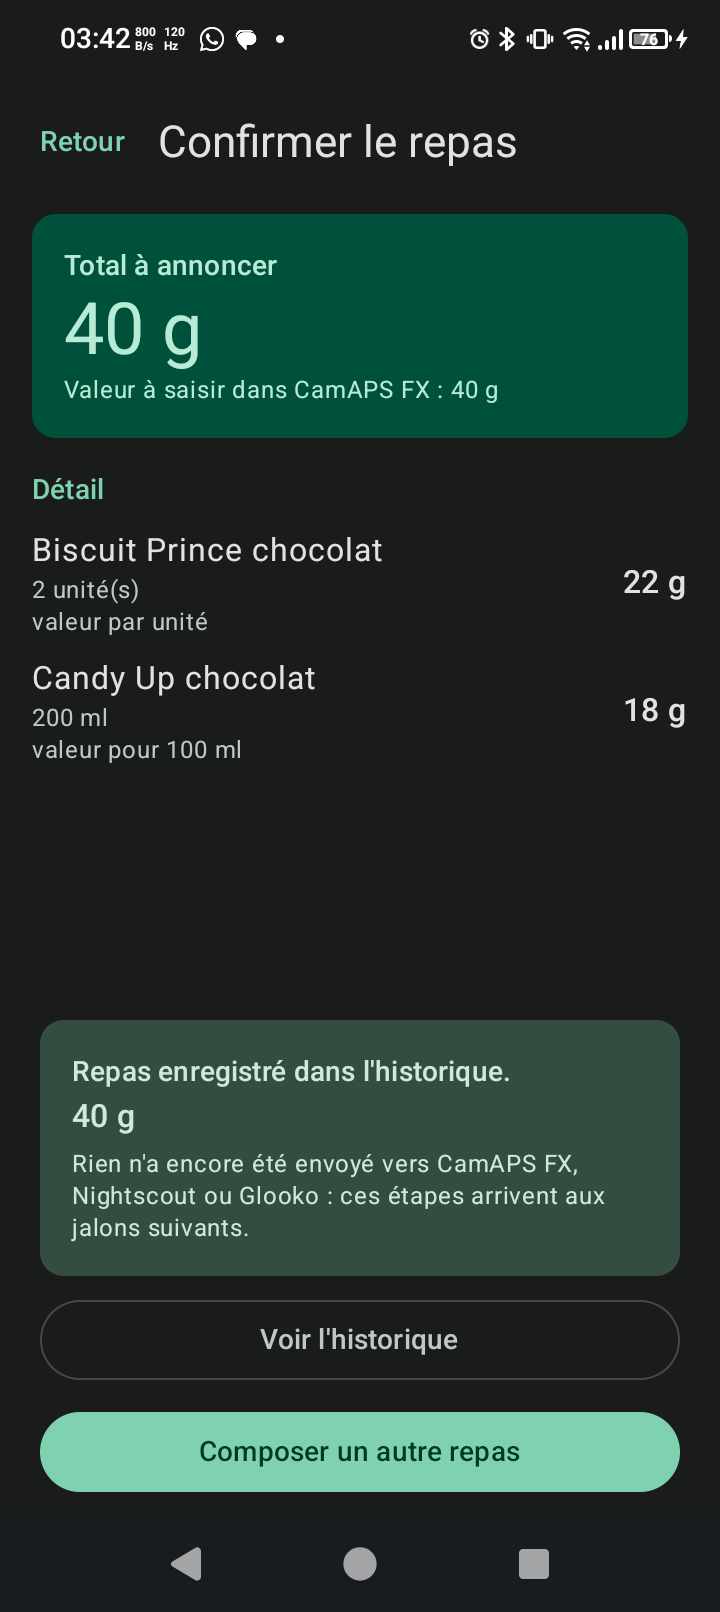 03:42 800 B/s 120 Hz 76
Retour Confirmer le repas
Total à annoncer
40 g
Valeur à saisir dans CamAPS FX : 40 g
Détail
Biscuit Prince chocolat
2 unité(s)
valeur par unité
22 g
Candy Up chocolat
200 ml
valeur pour 100 ml
18 g
Repas enregistré dans l'historique.
40 g
Rien n'a encore été envoyé vers CamAPS FX,
Nightscout ou Glooko : ces étapes arrivent aux
jalons suivants.
Voir l'historique
Composer un autre repas